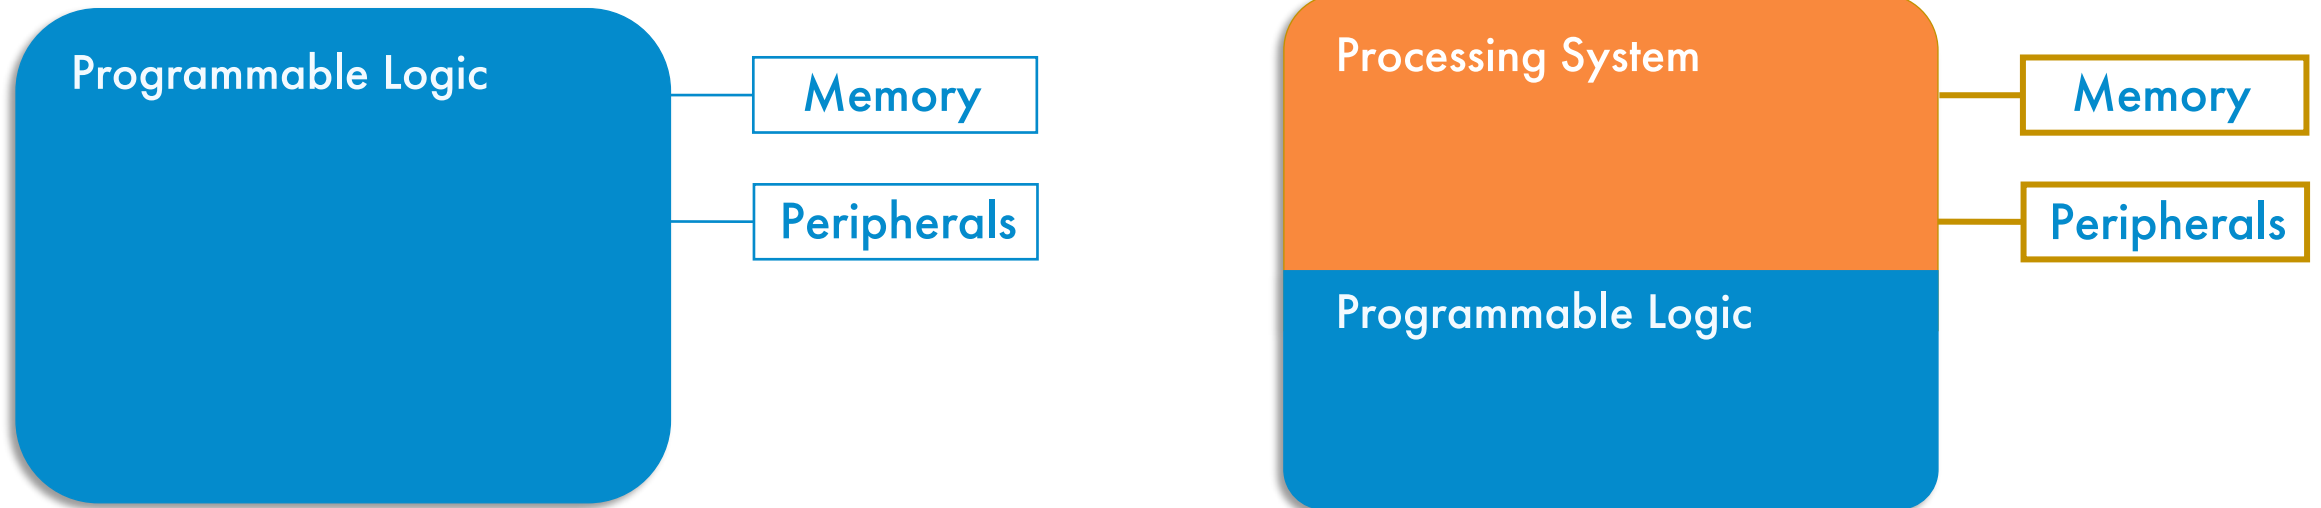 Programmable Logic
Memory
Peripherals
Processing System
Memory
Peripherals
Programmable Logic